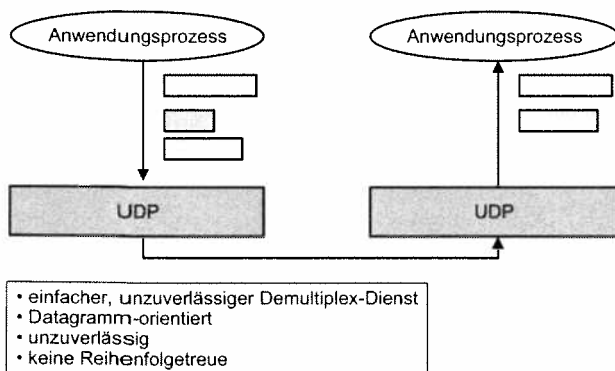 Anwendungsprozess
Anwendungsprozess
UDP
UDP
• einfacher, unzuverlässiger Demultiplex-Dienst
• Datagramm-orientiert
• unzuverlässig
• keine Reihenfolgetreue